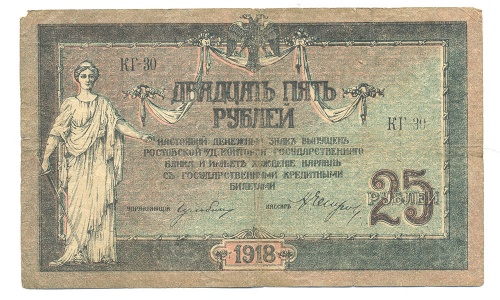 КГ-30
ДВАДЦАТЬ ПЯТЬ
РУБЛЕЙ
КГ 30
НАСТОЯЩІЙ ДЕНЕЖНЫЙ ЗНАКЪ ВЫПУЩЕНЪ
РОСТОВСКОЙ н/Д. КОНТОРОЙ ГОСУДАРСТВЕННАГО
БАНКА И ИМѢЕТЪ ХОЖДЕНІЕ НАРАВНѢ
СЪ ГОСУДАРСТВЕННЫМИ КРЕДИТНЫМИ
БИЛЕТАМИ
УПРАВЛЯЮЩІЙ
КАССИРЪ
25
РУБЛЕЙ
1918